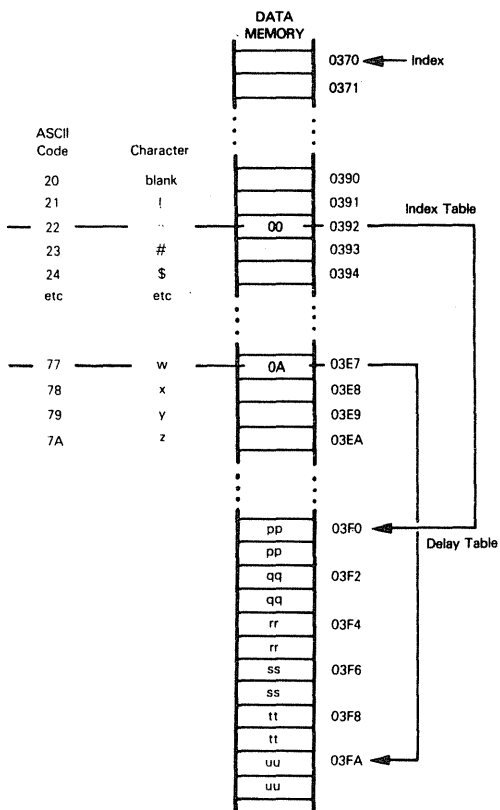 DATA
MEMORY
0370 Index
0371
ASCII
Code Character
20 blank 0390
21 ! 0391
Index Table
22 " 00 0392
23 # 0393
24 $ 0394
etc etc
77 w 0A 03E7
78 x 03E8
79 y 03E9
7A z 03EA
pp 03F0
pp
Delay Table
qq 03F2
qq
rr 03F4
rr
ss 03F6
ss
tt 03F8
tt
uu 03FA
uu